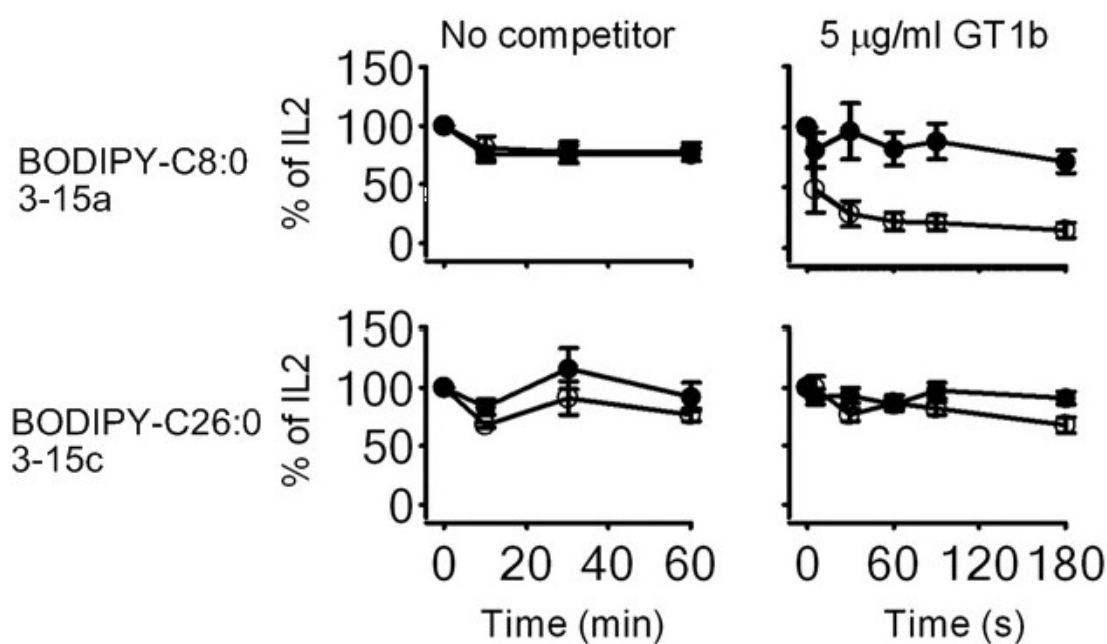 No competitor
5 μg/ml GT1b
BODIPY-C8:0
3-15a
% of IL2
150
100
50
0
BODIPY-C26:0
3-15c
% of IL2
150
100
50
0
0 20 40 60
0 60 120 180
Time (min)
Time (s)